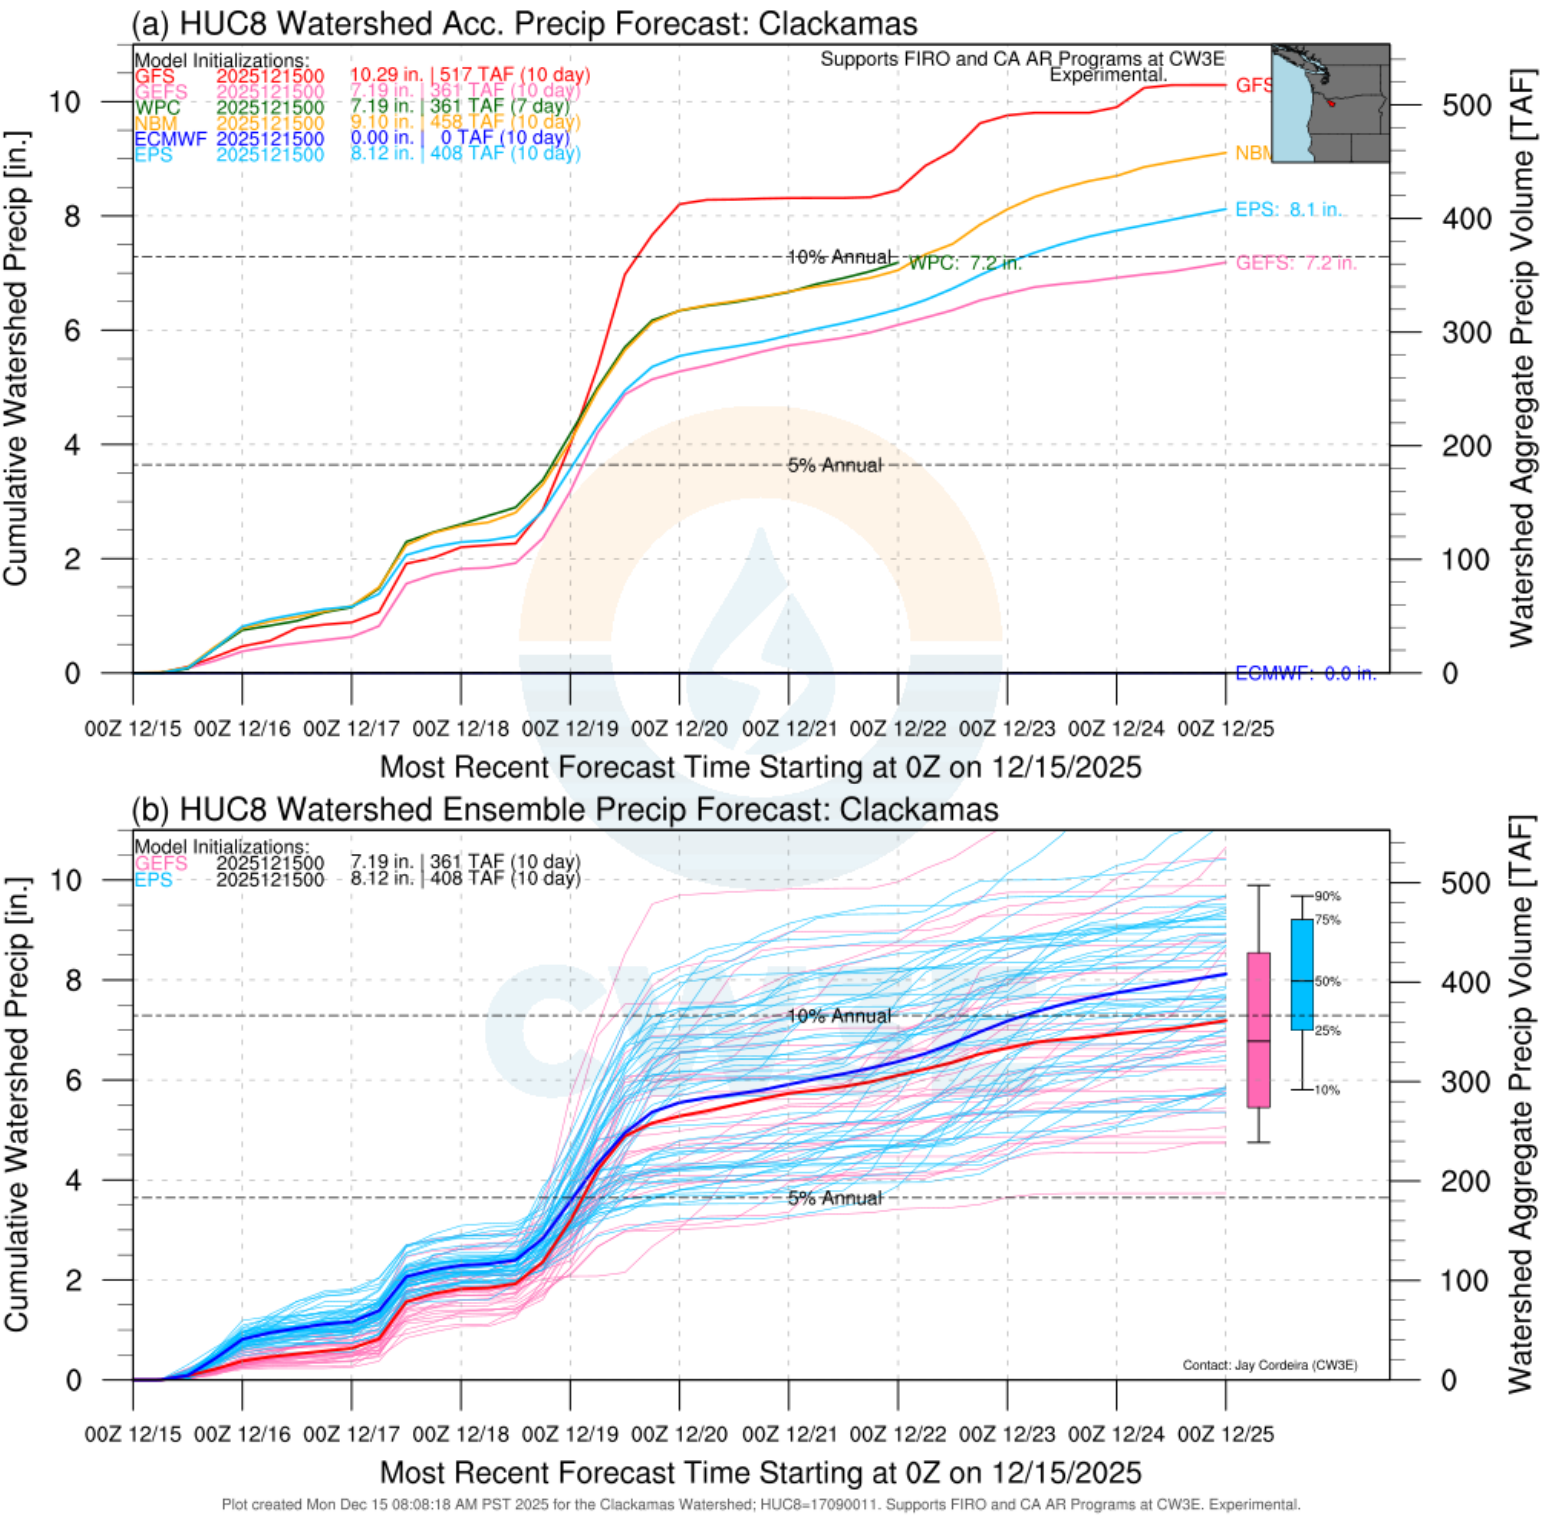 (a) HUC8 Watershed Acc. Precip Forecast: Clackamas
Model Initializations:
GFS 2025121500 10.29 in. | 517 TAF (10 day)
GEFS 2025121500 7.19 in. | 361 TAF (10 day)
WPC 2025121500 7.19 in. | 361 TAF (7 day)
NBM 2025121500 9.10 in. | 458 TAF (10 day)
ECMWF 2025121500 0.00 in. | 0 TAF (10 day)
EPS 2025121500 8.12 in. | 408 TAF (10 day)
Supports FIRO and CA AR Programs at CW3E
Experimental.
GFS
NBM
EPS: 8.1 in.
10% Annual
WPC: 7.2 in.
GEFS: 7.2 in.
5% Annual
ECMWF: 0.0 in.
Cumulative Watershed Precip [in.]
10
8
6
4
2
0
Watershed Aggregate Precip Volume [TAF]
500
400
300
200
100
0
00Z 12/15 00Z 12/16 00Z 12/17 00Z 12/18 00Z 12/19 00Z 12/20 00Z 12/21 00Z 12/22 00Z 12/23 00Z 12/24 00Z 12/25
Most Recent Forecast Time Starting at 0Z on 12/15/2025
(b) HUC8 Watershed Ensemble Precip Forecast: Clackamas
Model Initializations:
GEFS 2025121500 7.19 in. | 361 TAF (10 day)
EPS 2025121500 8.12 in. | 408 TAF (10 day)
90%
75%
50%
25%
10%
10% Annual
5% Annual
CW3E
Contact: Jay Cordeira (CW3E)
Cumulative Watershed Precip [in.]
10
8
6
4
2
0
Watershed Aggregate Precip Volume [TAF]
500
400
300
200
100
0
00Z 12/15 00Z 12/16 00Z 12/17 00Z 12/18 00Z 12/19 00Z 12/20 00Z 12/21 00Z 12/22 00Z 12/23 00Z 12/24 00Z 12/25
Most Recent Forecast Time Starting at 0Z on 12/15/2025
Plot created Mon Dec 15 08:08:18 AM PST 2025 for the Clackamas Watershed; HUC8=17090011. Supports FIRO and CA AR Programs at CW3E. Experimental.